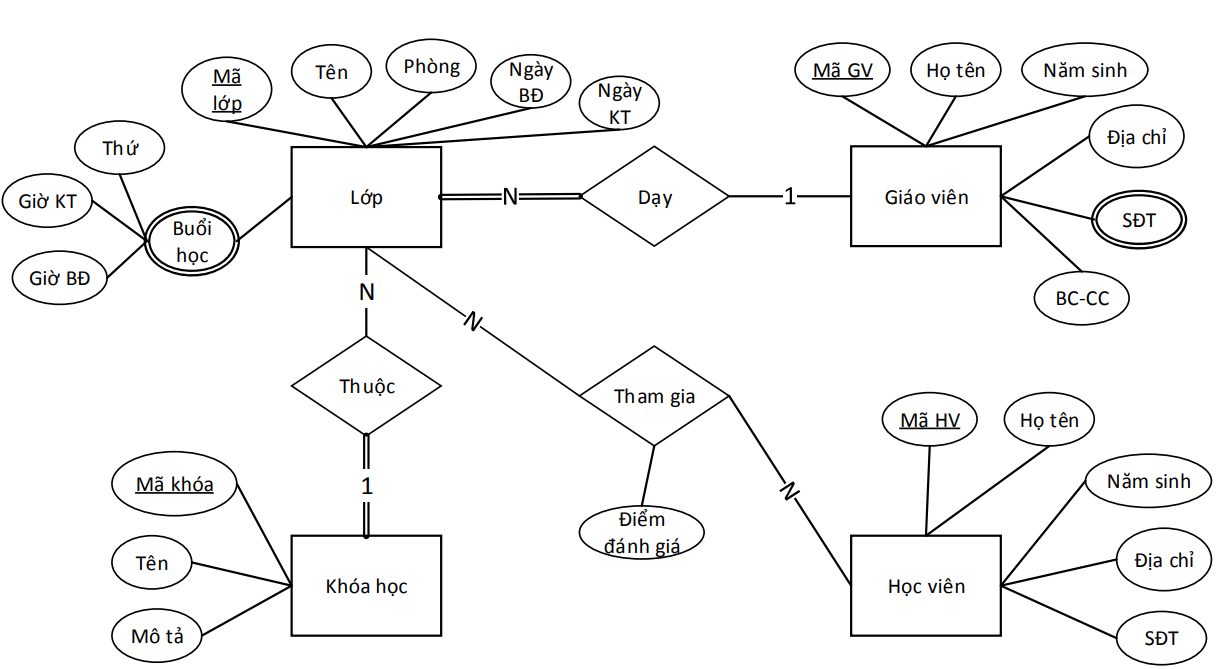 Mã
lớp
Tên
Phòng
Ngày
BĐ
Ngày
KT
Mã GV
Họ tên
Năm sinh
Địa chỉ
SĐT
BC-CC
Thứ
Giờ KT
Giờ BĐ
Buổi
học
Lớp
N
Dạy
1
Giáo viên
N
N
Thuộc
Tham gia
1
N
Điểm
đánh giá
Mã HV
Họ tên
Năm sinh
Địa chỉ
SĐT
Mã khóa
Tên
Mô tả
Khóa học
Học viên